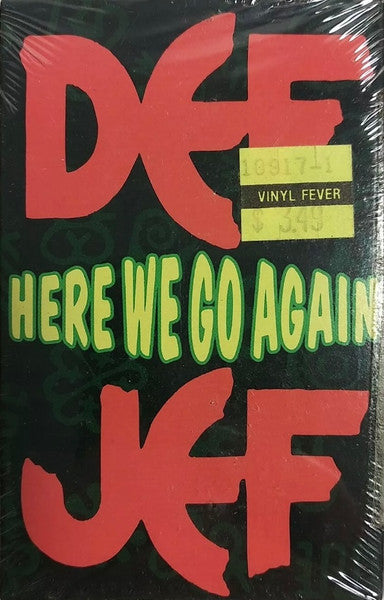 DEF
10917-1
VINYL FEVER
$ 3.49
HERE WE GO AGAIN
JEF